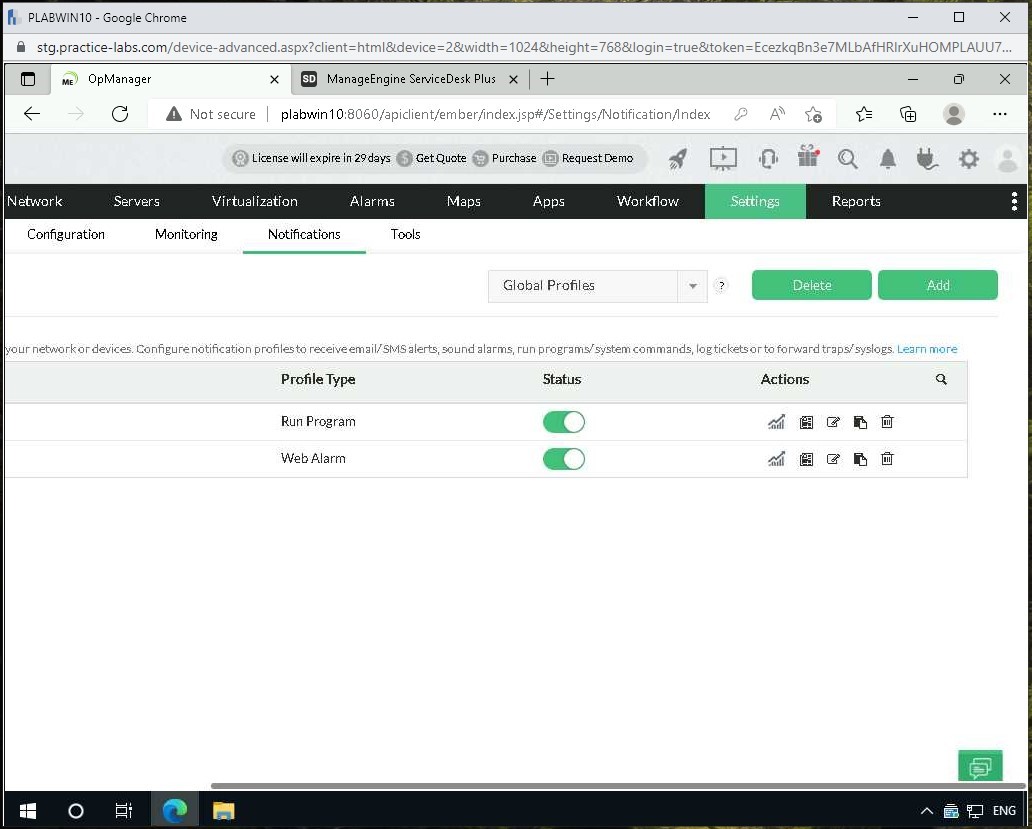 PLABWIN10 - Google Chrome
stg.practice-labs.com/device-advanced.aspx?client=html&device=2&width=1024&height=768&login=true&token=EcezkqBn3e7MLbAfHRlrXuHOMPLAUU7...
ME OpManager SD ManageEngine ServiceDesk Plus
Not secure plabwin10:8060/apiclient/ember/index.jsp#/Settings/Notification/Index
License will expire in 29 days $ Get Quote Purchase Request Demo
Network Servers Virtualization Alarms Maps Apps Workflow Settings Reports
Configuration Monitoring Notifications Tools
Global Profiles ? Delete Add
your network or devices. Configure notification profiles to receive email/SMS alerts, sound alarms, run programs/system commands, log tickets or to forward traps/syslogs. Learn more
Profile Type Status Actions
Run Program
Web Alarm
ENG